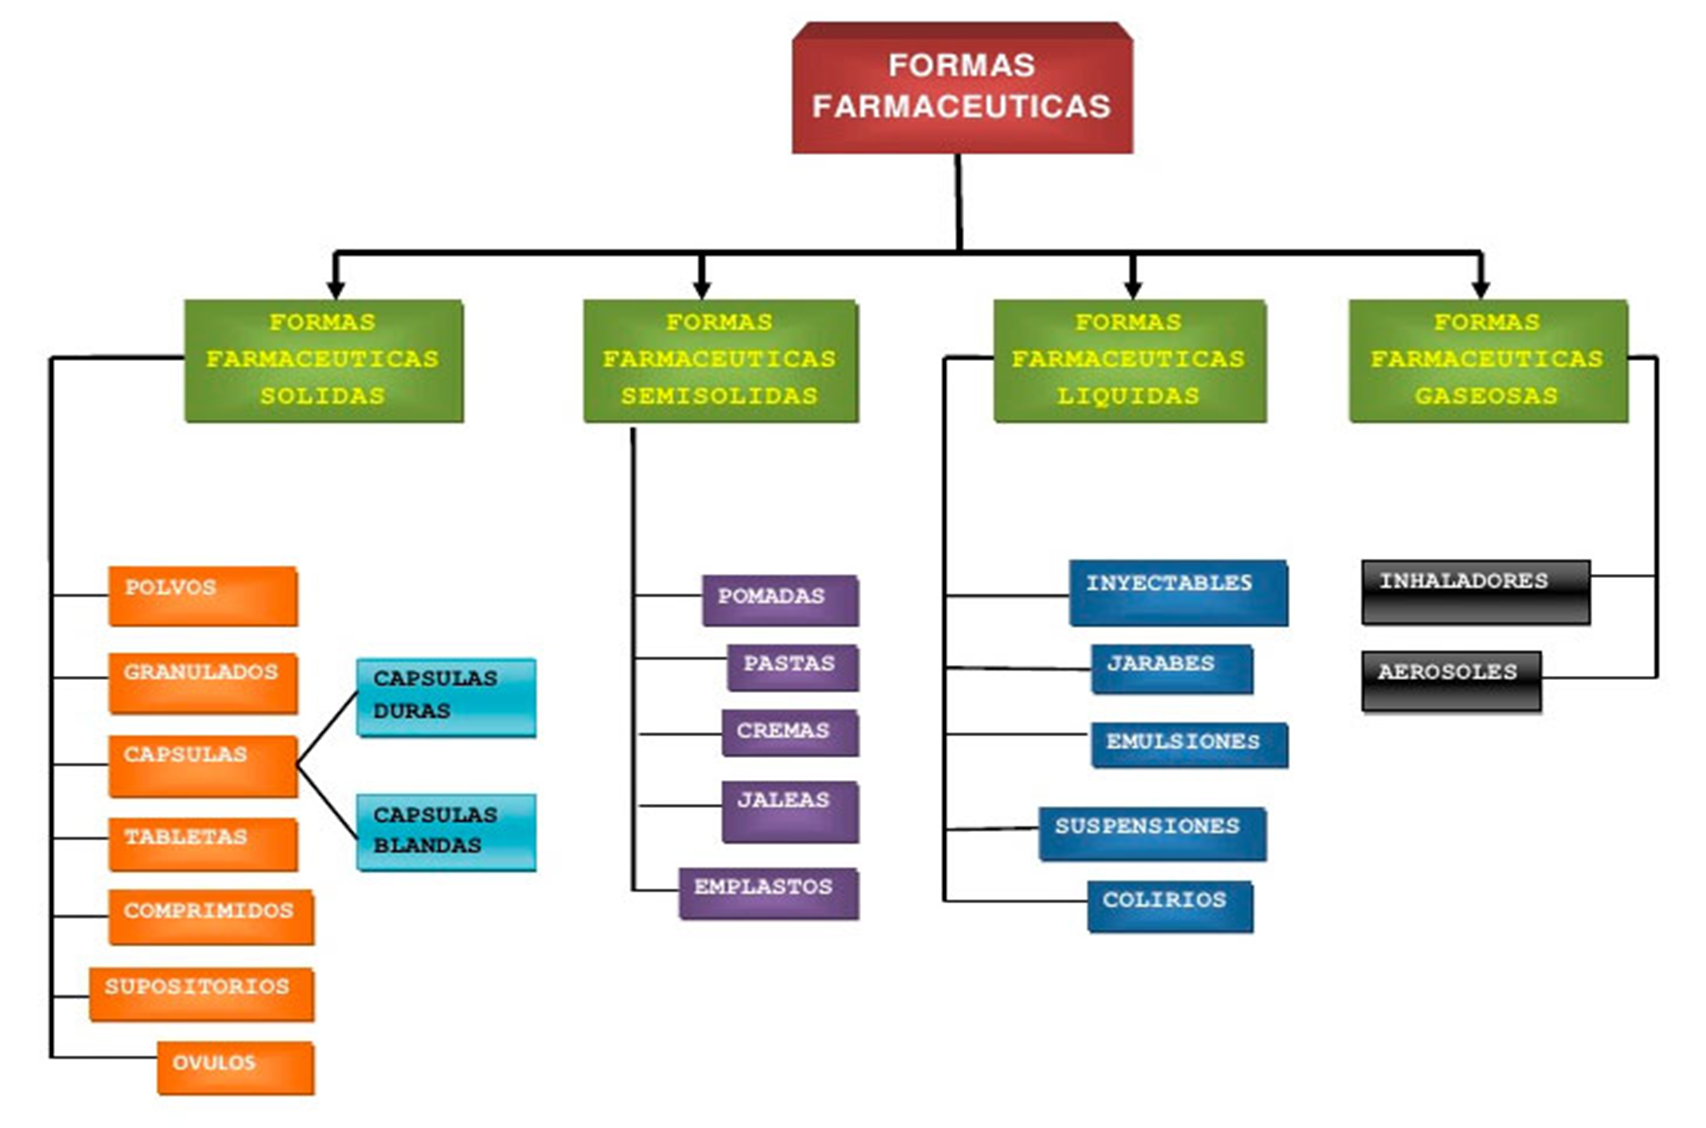 FORMAS
FARMACEUTICAS
FORMAS
FARMACEUTICAS
SOLIDAS
FORMAS
FARMACEUTICAS
SEMISOLIDAS
FORMAS
FARMACEUTICAS
LIQUIDAS
FORMAS
FARMACEUTICAS
GASEOSAS
POLVOS
GRANULADOS
CAPSULAS
CAPSULAS
DURAS
CAPSULAS
BLANDAS
TABLETAS
COMPRIMIDOS
SUPOSITORIOS
OVULOS
POMADAS
PASTAS
CREMAS
JALEAS
EMPLASTOS
INYECTABLES
JARABES
EMULSIONES
SUSPENSIONES
COLIRIOS
INHALADORES
AEROSOLES